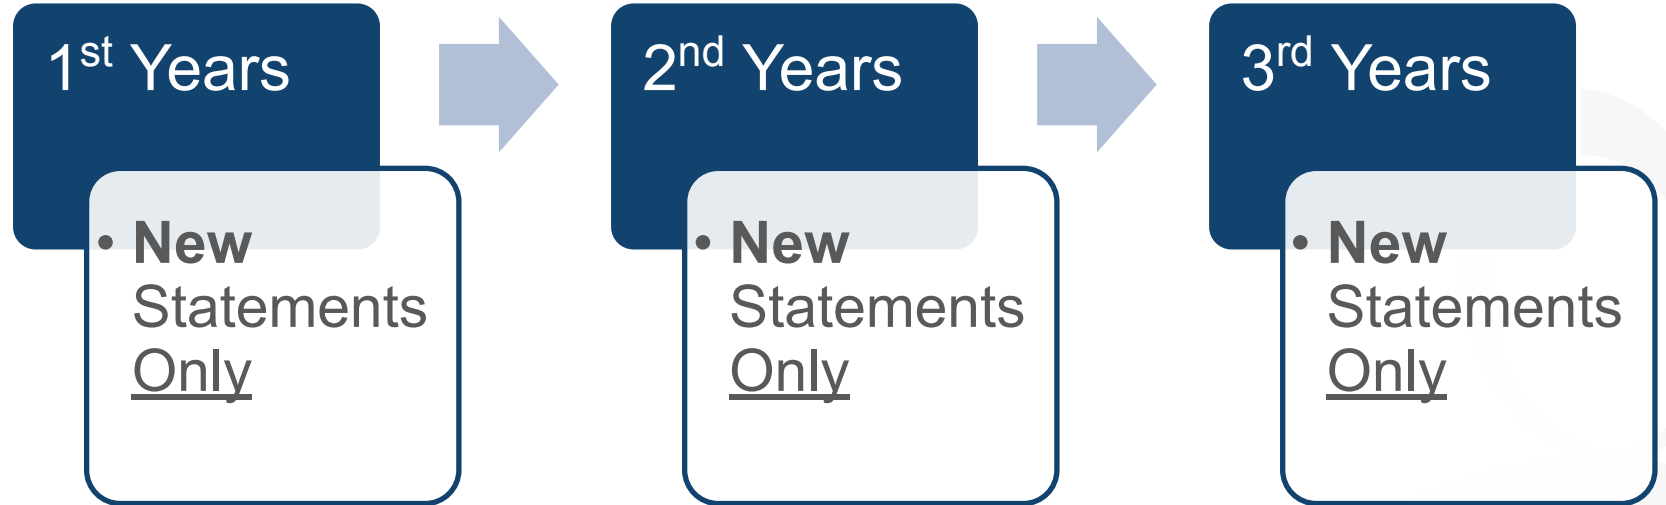 1st Years
• New
Statements
Only
2nd Years
• New
Statements
Only
3rd Years
• New
Statements
Only